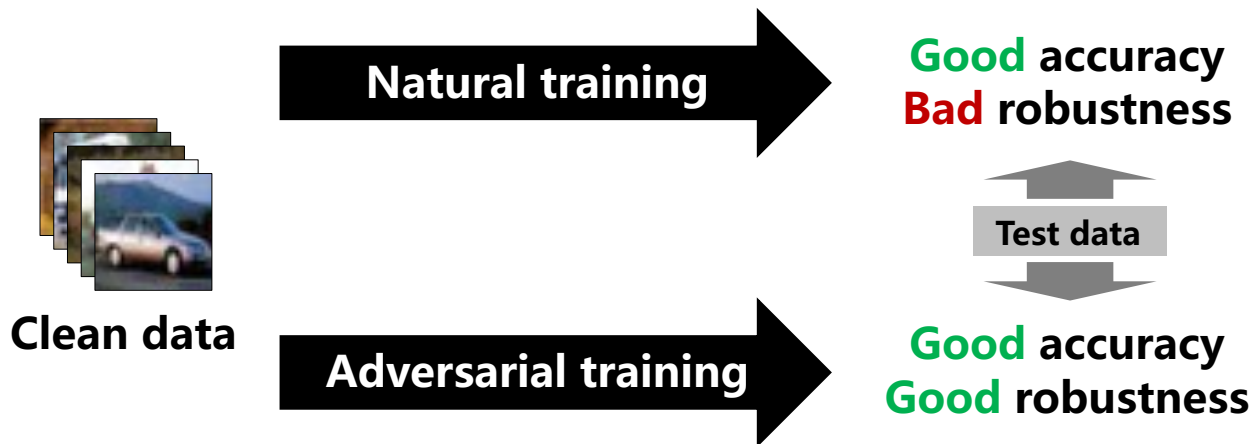 Natural training
Good accuracy
Bad robustness
Test data
Clean data
Adversarial training
Good accuracy
Good robustness